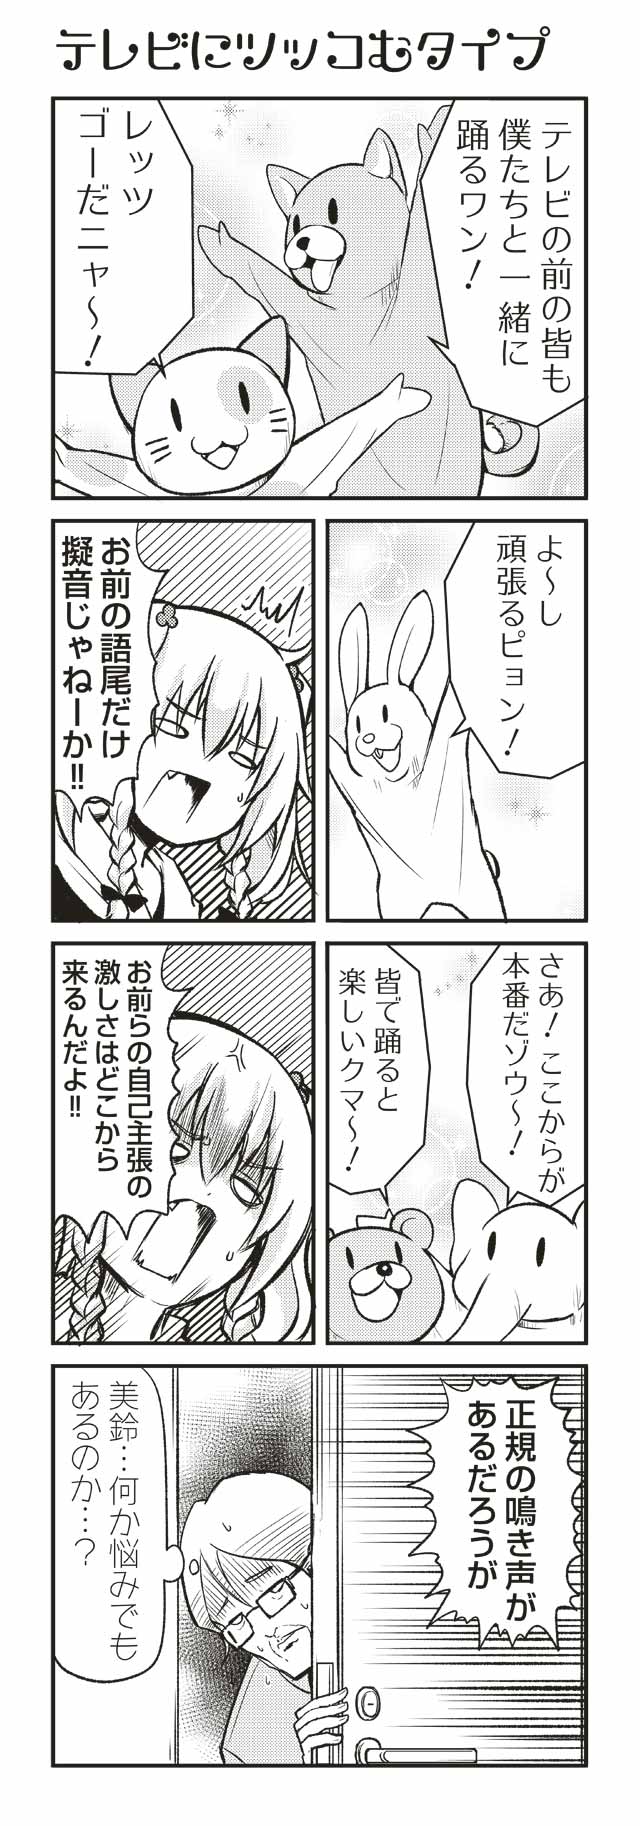 テレビにツッコむタイプ
テレビの前の皆も
僕たちと一緒に
踊るワン!
レッツ
ゴーだニャ〜!
よ〜し
頑張るピョン!
お前の語尾だけ
擬音じゃねーか!!
さあ!ここからが
本番だゾウ〜!
皆で踊ると
楽しいクマ〜!
お前らの自己主張の
激しさはどこから
来るんだよ!!
正規の鳴き声が
あるだろうが
美鈴…何か悩みでも
あるのか…?